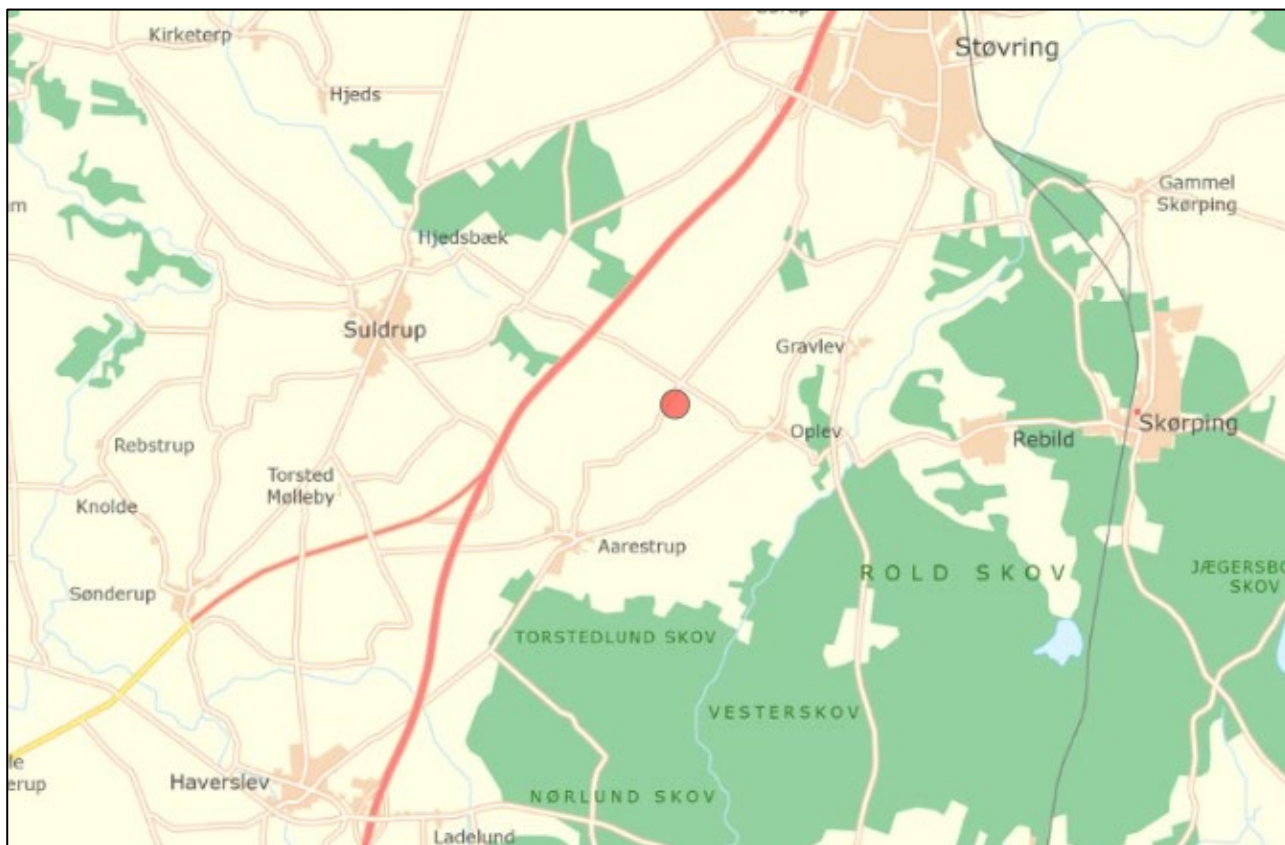 Kirketerp
Støvring
Hjeds
Gammel
Skørping
Hjedsbæk
Suldrup
Gravlev
Oplev
Skørping
Rebild
Rebstrup
Torsted
Mølleby
Knolde
Aarestrup
Sønderup
ROLD SKOV
TORSTEDLUND SKOV
VESTERSKOV
Haverslev
NØRLUND SKOV
Ladelund
SKOV